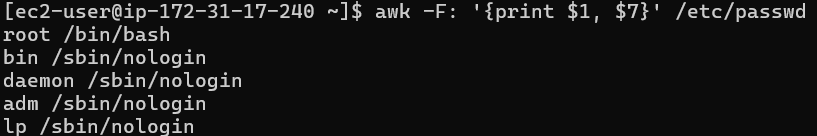 [ec2-user@ip-172-31-17-240 ~]$ awk -F: '{print $1, $7}' /etc/passwd
root /bin/bash
bin /sbin/nologin
daemon /sbin/nologin
adm /sbin/nologin
lp /sbin/nologin